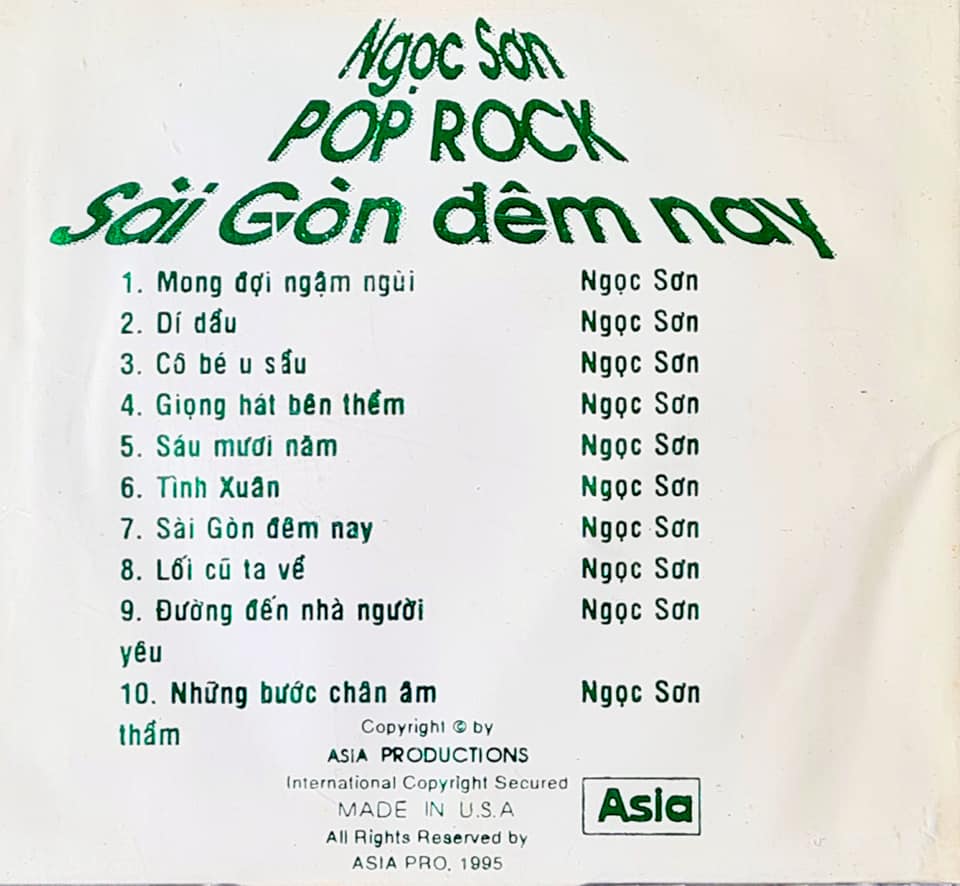 Ngọc Sơn
POP ROCK
Sài Gòn đêm nay
1. Mong đợi ngậm ngùi Ngọc Sơn
2. Dí dầu Ngọc Sơn
3. Cô bé u sầu Ngọc Sơn
4. Giọng hát bên thềm Ngọc Sơn
5. Sáu mươi năm Ngọc Sơn
6. Tình Xuân Ngọc Sơn
7. Sài Gòn đêm nay Ngọc Sơn
8. Lối cũ ta về Ngọc Sơn
9. Đường đến nhà người Ngọc Sơn
yêu
10. Những bước chân âm Ngọc Sơn
thầm
Copyright © by
ASIA PRODUCTIONS
International Copyright Secured
MADE IN U.S.A
All Rights Reserved by
ASIA PRO, 1995
Asia